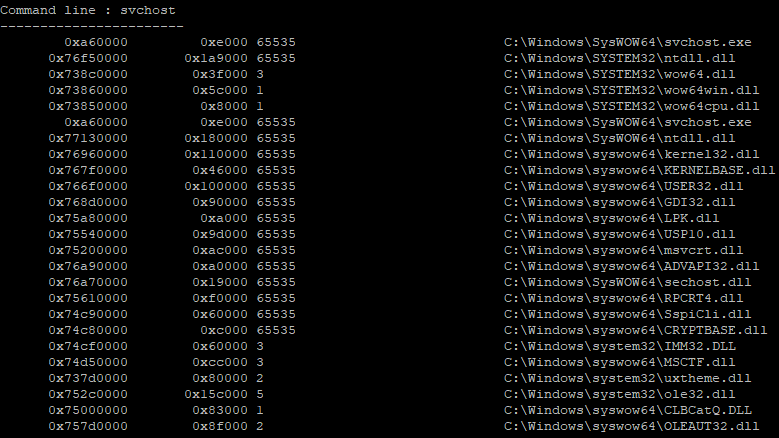 Command line : svchost
-----------------------
0xa60000 0xe000 65535 C:\Windows\SysWOW64\svchost.exe
0x76f50000 0x1a9000 65535 C:\Windows\SYSTEM32\ntdll.dll
0x738c0000 0x3f000 3 C:\Windows\SYSTEM32\wow64.dll
0x73860000 0x5c000 1 C:\Windows\SYSTEM32\wow64win.dll
0x73850000 0x8000 1 C:\Windows\SYSTEM32\wow64cpu.dll
0xa60000 0xe000 65535 C:\Windows\SysWOW64\svchost.exe
0x77130000 0x180000 65535 C:\Windows\SysWOW64\ntdll.dll
0x76960000 0x110000 65535 C:\Windows\syswow64\kernel32.dll
0x767f0000 0x46000 65535 C:\Windows\syswow64\KERNELBASE.dll
0x766f0000 0x100000 65535 C:\Windows\syswow64\USER32.dll
0x768d0000 0x90000 65535 C:\Windows\syswow64\GDI32.dll
0x75a80000 0xa000 65535 C:\Windows\syswow64\LPK.dll
0x75540000 0x9d000 65535 C:\Windows\syswow64\USP10.dll
0x75200000 0xac000 65535 C:\Windows\syswow64\msvcrt.dll
0x76a90000 0xa0000 65535 C:\Windows\syswow64\ADVAPI32.dll
0x76a70000 0x19000 65535 C:\Windows\SysWOW64\sechost.dll
0x75610000 0xf0000 65535 C:\Windows\syswow64\RPCRT4.dll
0x74c90000 0x60000 65535 C:\Windows\syswow64\SspiCli.dll
0x74c80000 0xc000 65535 C:\Windows\syswow64\CRYPTBASE.dll
0x74cf0000 0x60000 3 C:\Windows\system32\IMM32.DLL
0x74d50000 0xcc000 3 C:\Windows\syswow64\MSCTF.dll
0x737d0000 0x80000 2 C:\Windows\system32\uxtheme.dll
0x752c0000 0x15c000 5 C:\Windows\system32\ole32.dll
0x75000000 0x83000 1 C:\Windows\syswow64\CLBCatQ.DLL
0x757d0000 0x8f000 2 C:\Windows\syswow64\OLEAUT32.dll